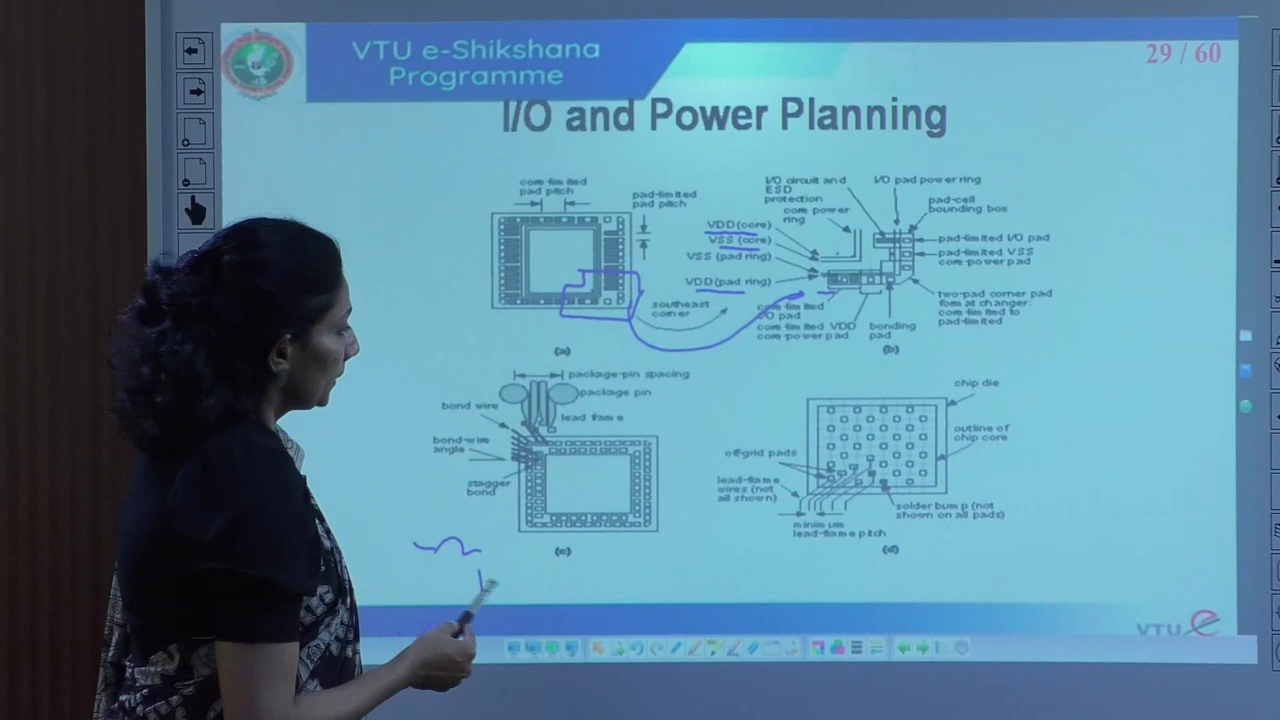 VTU e-Shikshana
Programme
29 / 60
I/O and Power Planning
core-limited
pad pitch
pad-limited
pad pitch
southeast
corner
(a)
I/O circuit and
ESD
protection
core power
ring
I/O pad power ring
pad-cell
bounding box
VDD (core)
VSS (core)
VSS (pad ring)
VDD (pad ring)
pad-limited I/O pad
pad-limited VSS
core power pad
two-pad corner pad
format changer:
core-limited to
pad-limited
core-limited
I/O pad
core-limited VDD
core-power pad
bonding
pad
(b)
package-pin spacing
package pin
bond wire
lead frame
bond-wire
angle
stagger
bond
(c)
chip die
outline of
chip core
offgrid pads
lead-frame
wires (not
all shown)
solder bump (not
shown on all pads)
minimum
lead-frame pitch
(d)
VTU e